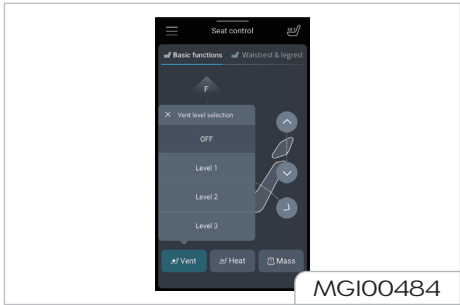 Seat control
Basic functions Waistrest & legrest
F
Vent level selection
OFF
Level 1
Level 2
Level 3
Vent Heat Mass
MGI00484